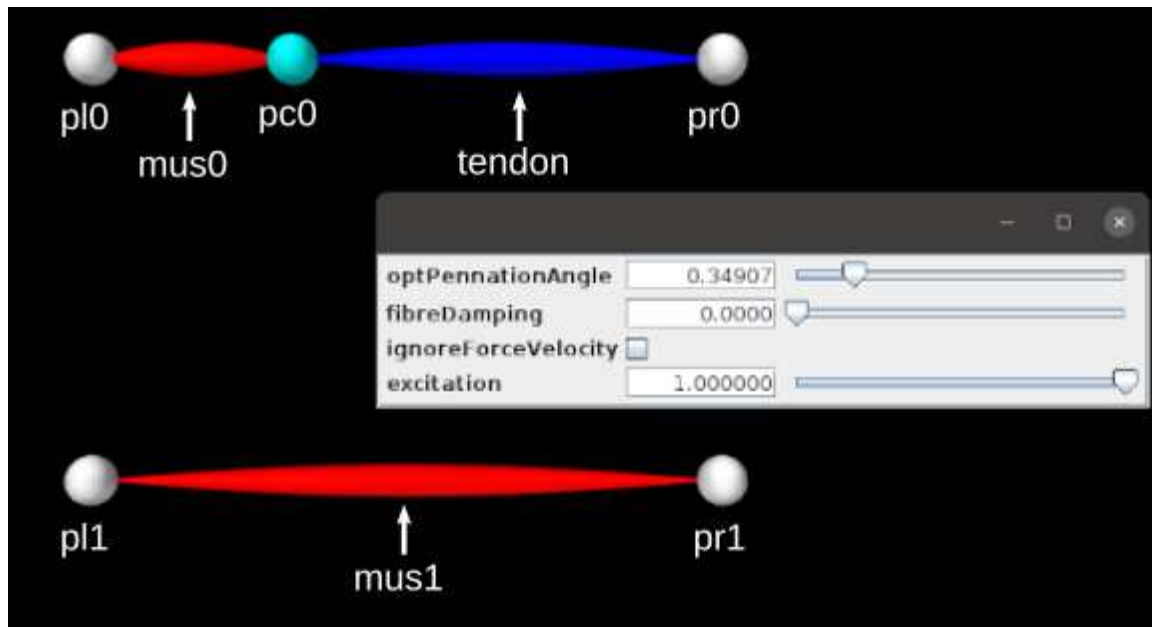 pl0 pc0 pr0
mus0 tendon
optPennationAngle 0.34907
fibreDamping 0.0000
ignoreForceVelocity
excitation 1.000000
pl1 pr1
mus1